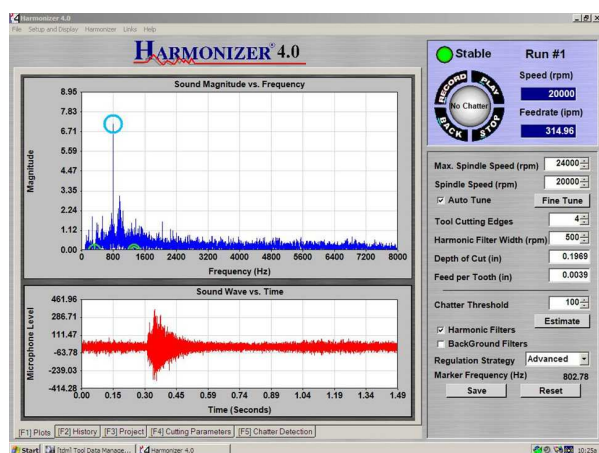 Harmonizer 4.0
File Setup and Display Harmonizer Links Help
HARMONIZER® 4.0
Sound Magnitude vs. Frequency
Magnitude
8.95
7.83
6.71
5.59
4.47
3.35
2.24
1.12
0.00
0 800 1600 2400 3200 4000 4800 5600 6400 7200 8000
Frequency (Hz)
Sound Wave vs. Time
Microphone Level
461.96
286.71
111.47
-63.78
-239.03
-414.28
0.00 0.15 0.30 0.45 0.59 0.74 0.89 1.04 1.19 1.34 1.49
Time (Seconds)
[F1] Plots [F2] History [F3] Project [F4] Cutting Parameters [F5] Chatter Detection
Stable Run #1
RECORD PLAY
No Chatter
BACK STOP
Speed (rpm)
20000
Feedrate (ipm)
314.96
Max. Spindle Speed (rpm) 24000
Spindle Speed (rpm) 20000
Auto Tune Fine Tune
Tool Cutting Edges 4
Harmonic Filter Width (rpm) 500
Depth of Cut (in) 0.1969
Feed per Tooth (in) 0.0039
Chatter Threshold 100
Estimate
Harmonic Filters
BackGround Filters
Regulation Strategy Advanced
Marker Frequency (Hz) 802.78
Save Reset
Start [tdm] Tool Data Manage... Harmonizer 4.0 10:25a